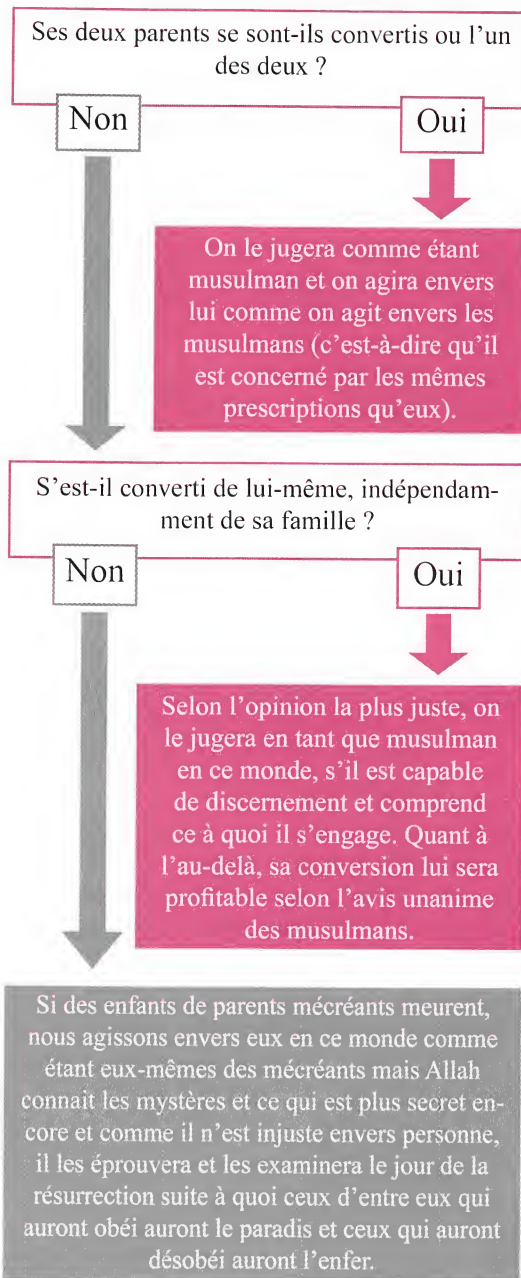 Ses deux parents se sont-ils convertis ou l'un
des deux ?
Non
Oui
On le jugera comme étant
musulman et on agira envers
lui comme on agit envers les
musulmans (c'est-à-dire qu'il
est concerné par les mêmes
prescriptions qu'eux).
S'est-il converti de lui-même, indépendam-
ment de sa famille ?
Non
Oui
Selon l'opinion la plus juste, on
le jugera en tant que musulman
en ce monde, s'il est capable
de discernement et comprend
ce à quoi il s'engage. Quant à
l'au-delà, sa conversion lui sera
profitable selon l'avis unanime
des musulmans.
Si des enfants de parents mécréants meurent,
nous agissons envers eux en ce monde comme
étant eux-mêmes des mécréants mais Allah
connait les mystères et ce qui est plus secret en-
core et comme il n'est injuste envers personne,
il les éprouvera et les examinera le jour de la
résurrection suite à quoi ceux d'entre eux qui
auront obéi auront le paradis et ceux qui auront
désobéi auront l'enfer.